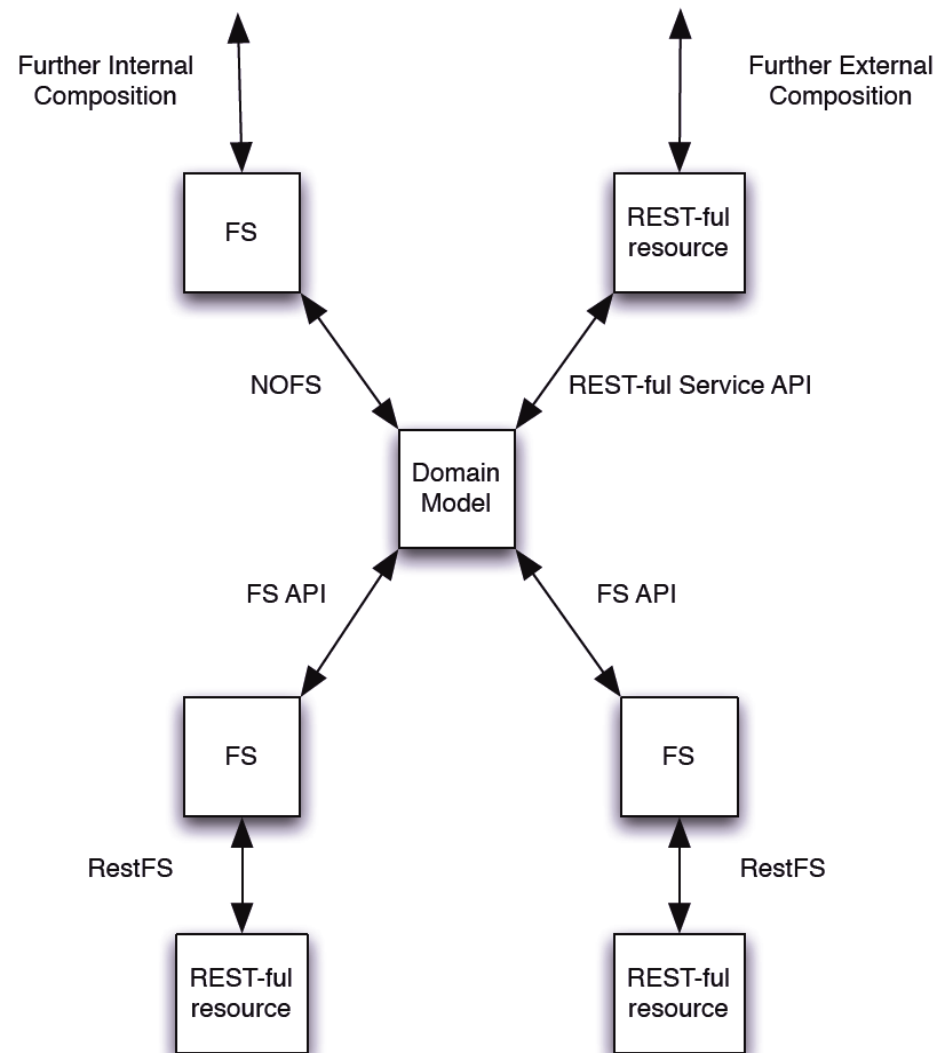 Further Internal
Composition
Further External
Composition
FS
REST-ful
resource
NOFS
REST-ful Service API
Domain
Model
FS API
FS API
FS
FS
RestFS
RestFS
REST-ful
resource
REST-ful
resource